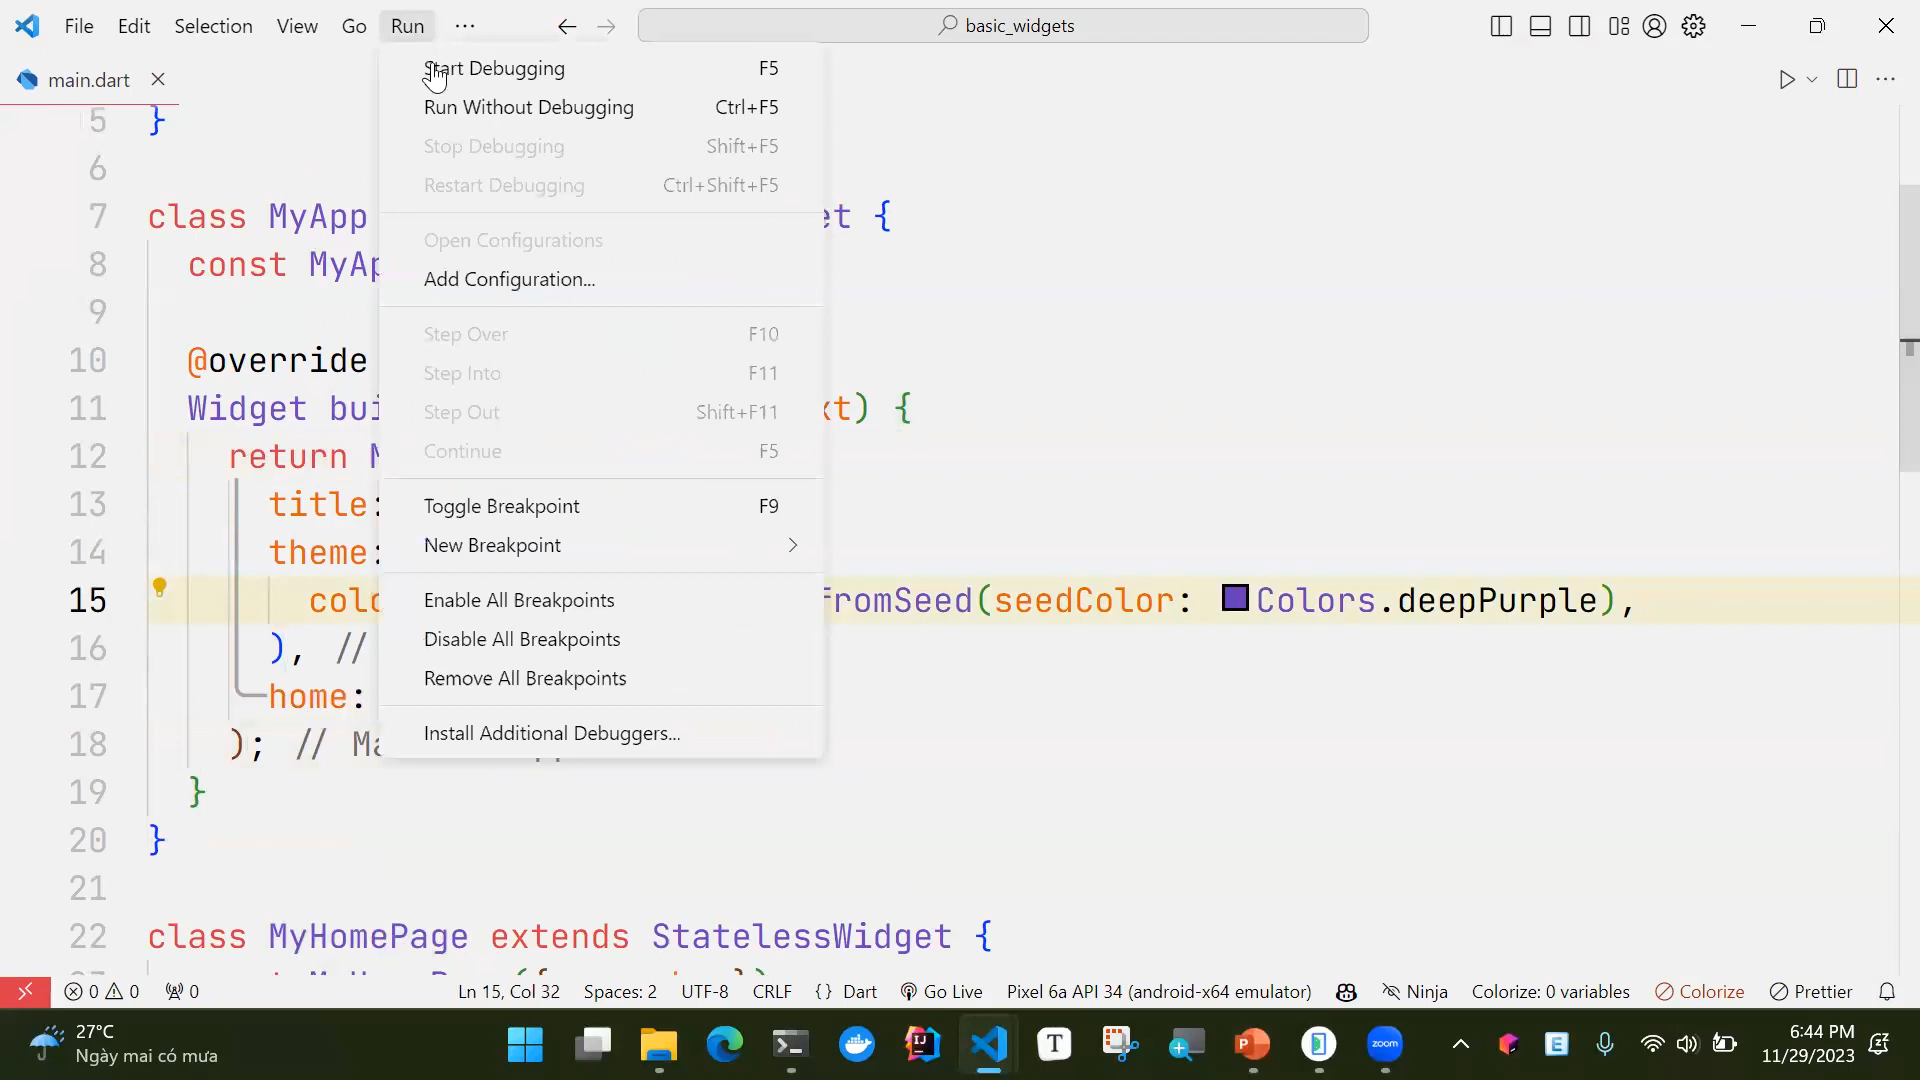 File Edit Selection View Go Run ··· basic_widgets
main.dart
Start Debugging F5
Run Without Debugging Ctrl+F5
Stop Debugging Shift+F5
Restart Debugging Ctrl+Shift+F5
Open Configurations
Add Configuration...
Step Over F10
Step Into F11
Step Out Shift+F11
Continue F5
Toggle Breakpoint F9
New Breakpoint
Enable All Breakpoints
Disable All Breakpoints
Remove All Breakpoints
Install Additional Debuggers...
5 }
6
7 class MyApp et {
8 const MyAp
9
10 @override
11 Widget bui xt) {
12 return M
13 title:
14 theme:
15 colo fromSeed(seedColor: Colors.deepPurple),
16 ), //
17 home:
18 ); // Ma
19 }
20 }
21
22 class MyHomePage extends StatelessWidget {
0 0 0 Ln 15, Col 32 Spaces: 2 UTF-8 CRLF {} Dart Go Live Pixel 6a API 34 (android-x64 emulator) Ninja Colorize: 0 variables Colorize Prettier
27°C
Ngày mai có mưa
zoom
6:44 PM
11/29/2023